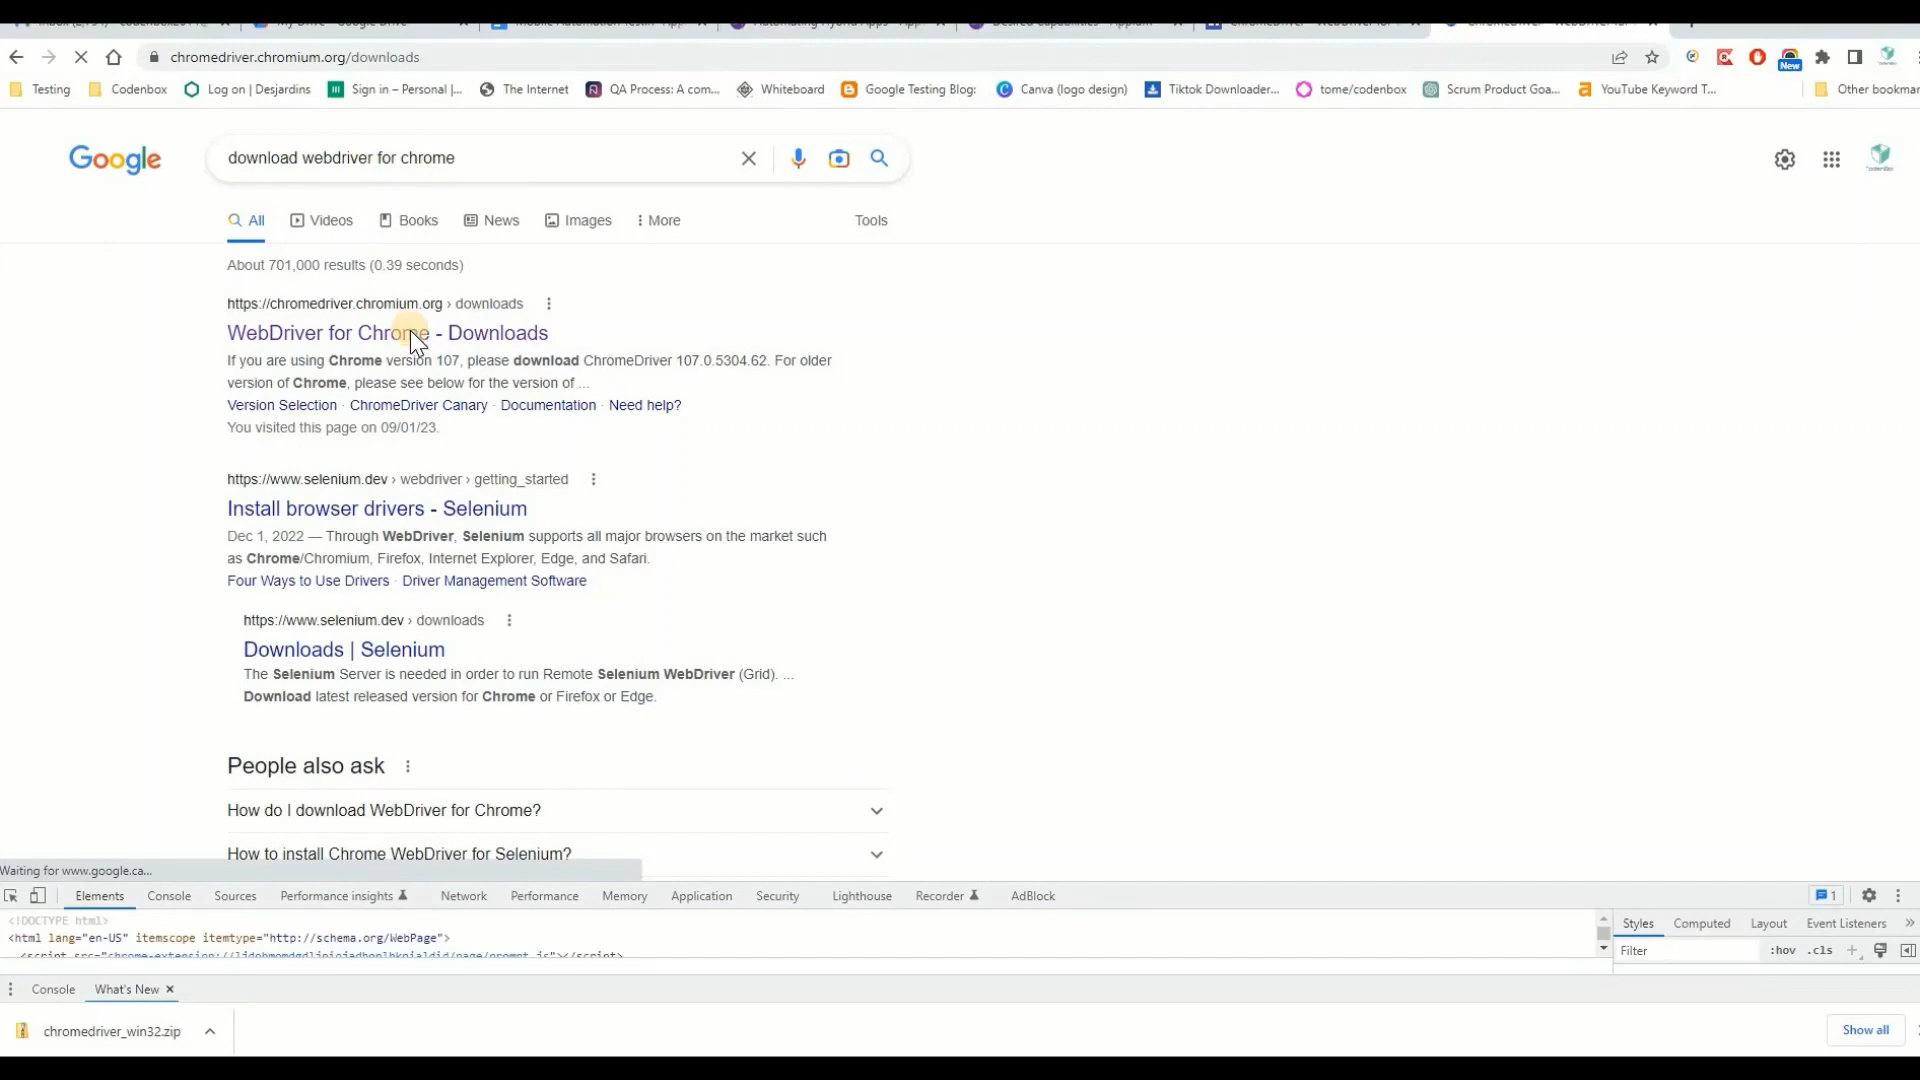 chromedriver.chromium.org/downloads
New
Testing Codenbox Log on | Desjardins Sign in – Personal |... The Internet QA Process: A com... Whiteboard Google Testing Blog: Canva (logo design) Tiktok Downloader... tome/codenbox Scrum Product Goa... YouTube Keyword T... Other bookmar
Google
download webdriver for chrome
All Videos Books News Images More Tools
About 701,000 results (0.39 seconds)
https://chromedriver.chromium.org › downloads
WebDriver for Chrome - Downloads
If you are using Chrome version 107, please download ChromeDriver 107.0.5304.62. For older
version of Chrome, please see below for the version of ...
Version Selection · ChromeDriver Canary · Documentation · Need help?
You visited this page on 09/01/23.
https://www.selenium.dev › webdriver › getting_started
Install browser drivers - Selenium
Dec 1, 2022 — Through WebDriver, Selenium supports all major browsers on the market such
as Chrome/Chromium, Firefox, Internet Explorer, Edge, and Safari.
Four Ways to Use Drivers · Driver Management Software
https://www.selenium.dev › downloads
Downloads | Selenium
The Selenium Server is needed in order to run Remote Selenium WebDriver (Grid). ...
Download latest released version for Chrome or Firefox or Edge.
People also ask
How do I download WebDriver for Chrome?
How to install Chrome WebDriver for Selenium?
Waiting for www.google.ca...
Elements Console Sources Performance insights Network Performance Memory Application Security Lighthouse Recorder AdBlock 1
<!DOCTYPE html>
<html lang="en-US" itemscope itemtype="http://schema.org/WebPage">
Styles Computed Layout Event Listeners »
Filter :hov .cls +
Console What's New ×
chromedriver_win32.zip
Show all